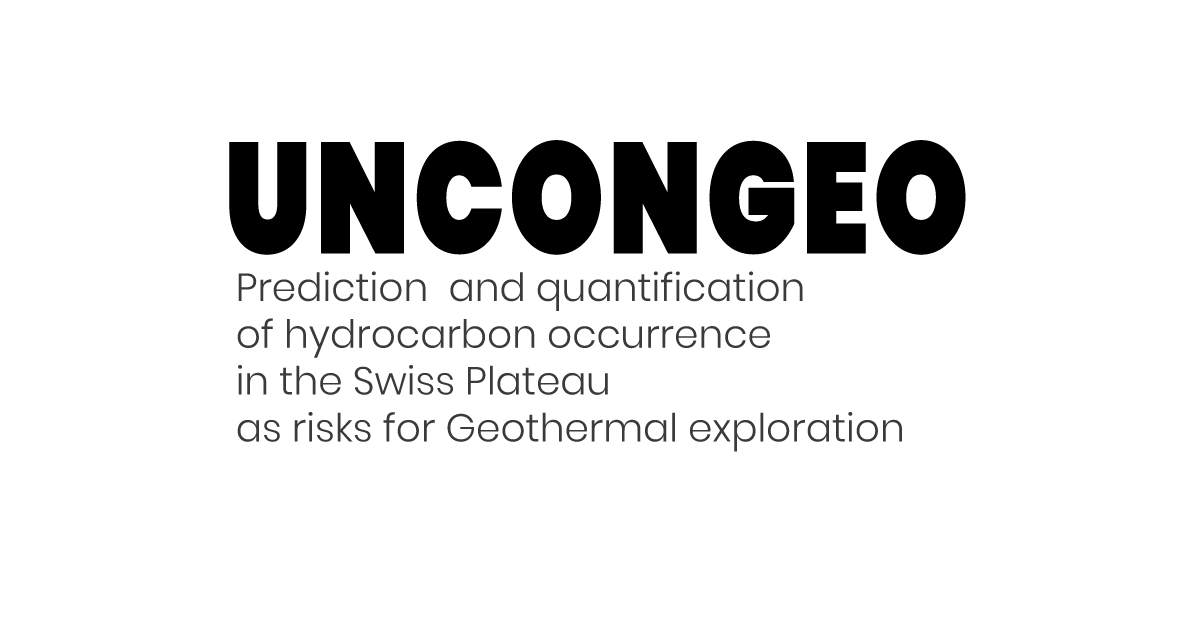 UNCONGEO
Prediction  and quantification
of hydrocarbon occurrence
in the Swiss Plateau
as risks for Geothermal exploration